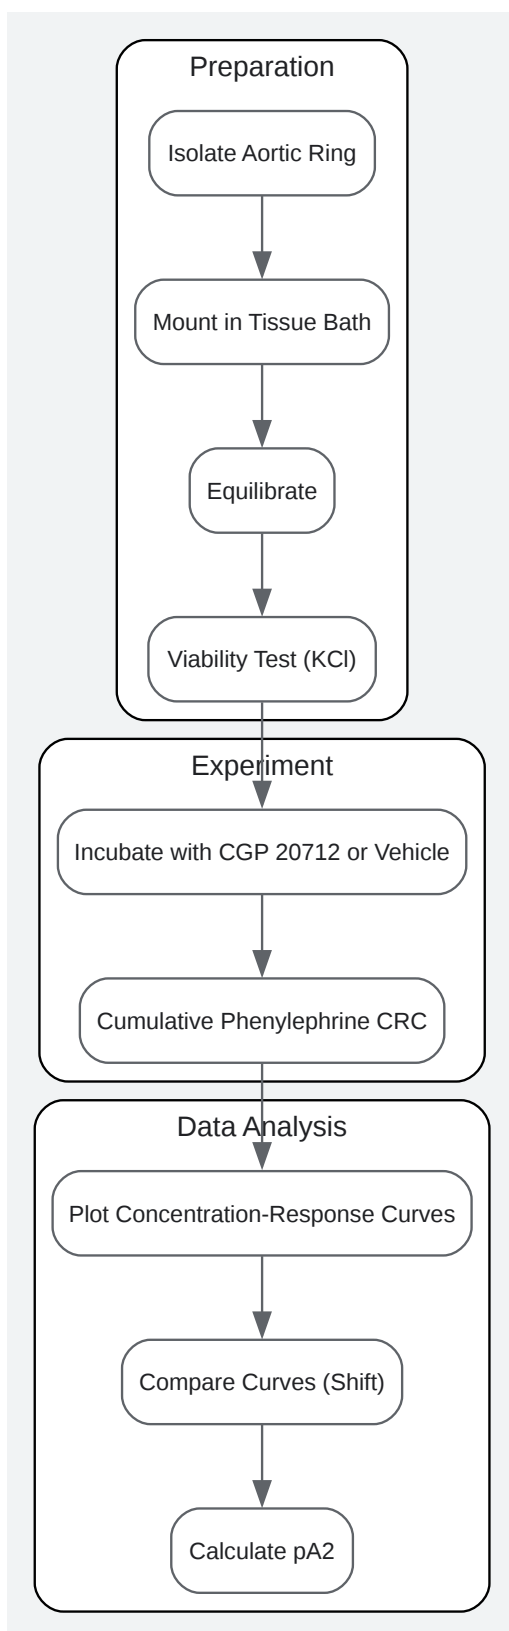 Preparation
Isolate Aortic Ring
Mount in Tissue Bath
Equilibrate
Viability Test (KCl)
Experiment
Incubate with CGP 20712 or Vehicle
Cumulative Phenylephrine CRC
Data Analysis
Plot Concentration-Response Curves
Compare Curves (Shift)
Calculate pA2